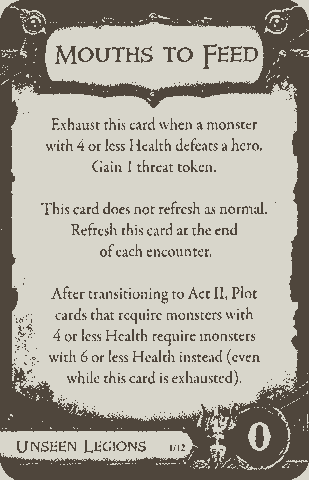 Mouths to Feed
Exhaust this card when a monster
with 4 or less Health defeats a hero.
Gain 1 threat token.
This card does not refresh as normal.
Refresh this card at the end
of each encounter.
After transitioning to Act II, Plot
cards that require monsters with
4 or less Health require monsters
with 6 or less Health instead (even
while this card is exhausted).
Unseen Legions 1/12
0